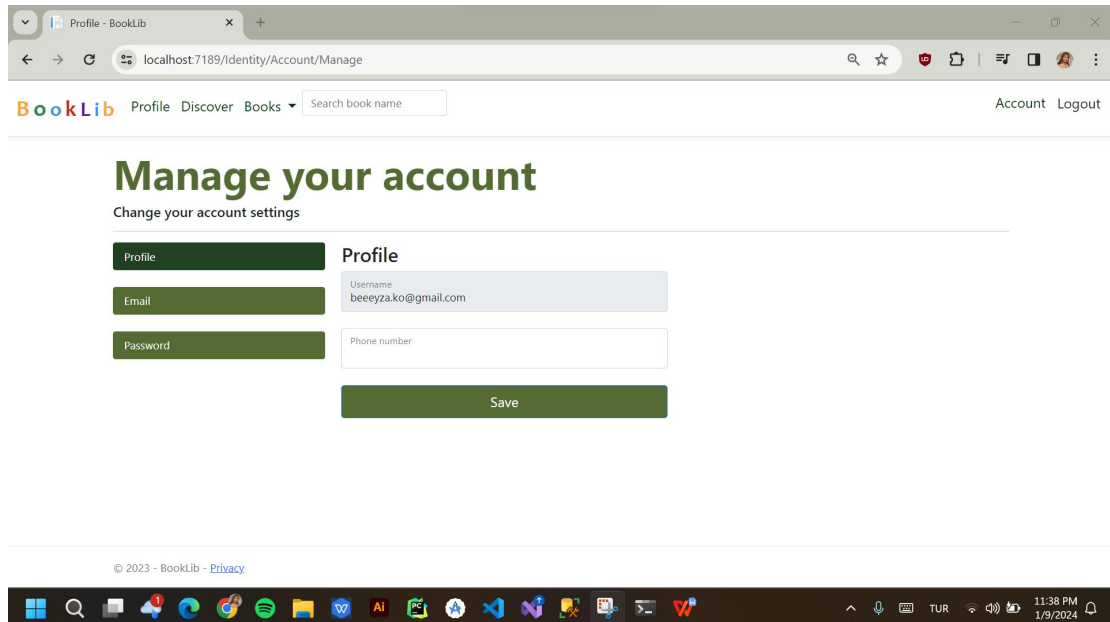 Profile - BookLib
localhost:7189/Identity/Account/Manage
BookLib Profile Discover Books Search book name Account Logout
Manage your account
Change your account settings
Profile
Email
Password
Profile
Username
beeeyza.ko@gmail.com
Phone number
Save
© 2023 - BookLib - Privacy
Ai
PC
TUR
11:38 PM
1/9/2024